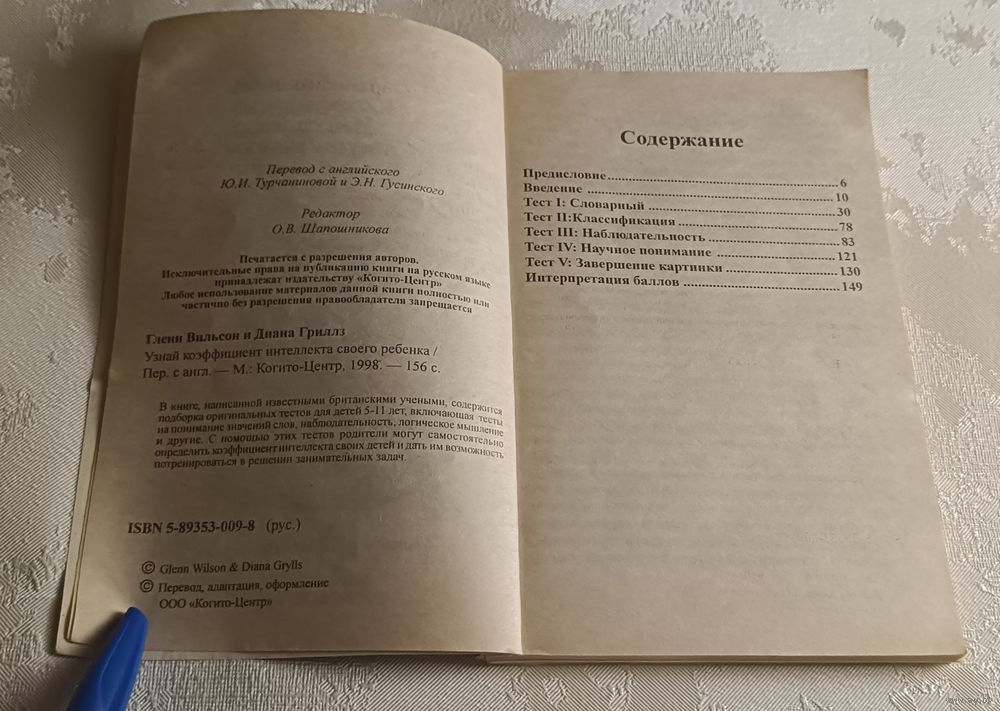 Перевод с английского
Ю.И. Турчаниновой и Э.Н. Гусинского
Редактор
О.В. Шапошникова
Печатается с разрешения авторов.
Исключительные права на публикацию книги на русском языке
принадлежат издательству «Когито-Центр»
Любое использование материалов данной книги полностью или
частично без разрешения правообладателя запрещается
Гленн Вильсон и Диана Гриллз
Узнай коэффициент интеллекта своего ребенка /
Пер. с англ. — М.: Когито-Центр, 1998. — 156 с.
В книге, написанной известными британскими учеными, содержится
подборка оригинальных тестов для детей 5-11 лет, включающая тесты
на понимание значений слов, наблюдательность, логическое мышление
и другие. С помощью этих тестов родители могут самостоятельно
определить коэффициент интеллекта своих детей и дать им возможность
потренироваться в решении занимательных задач.
ISBN 5-89353-009-8 (рус.)
© Glenn Wilson & Diana Grylls
© Перевод, адаптация, оформление
ООО «Когито-Центр»
Содержание
Предисловие...............6
Введение ...............10
Тест I: Словарный ...............30
Тест II:Классификация ...............78
Тест III: Наблюдательность ...............83
Тест IV: Научное понимание ...............121
Тест V: Завершение картинки ...............130
Интерпретация баллов ...............149